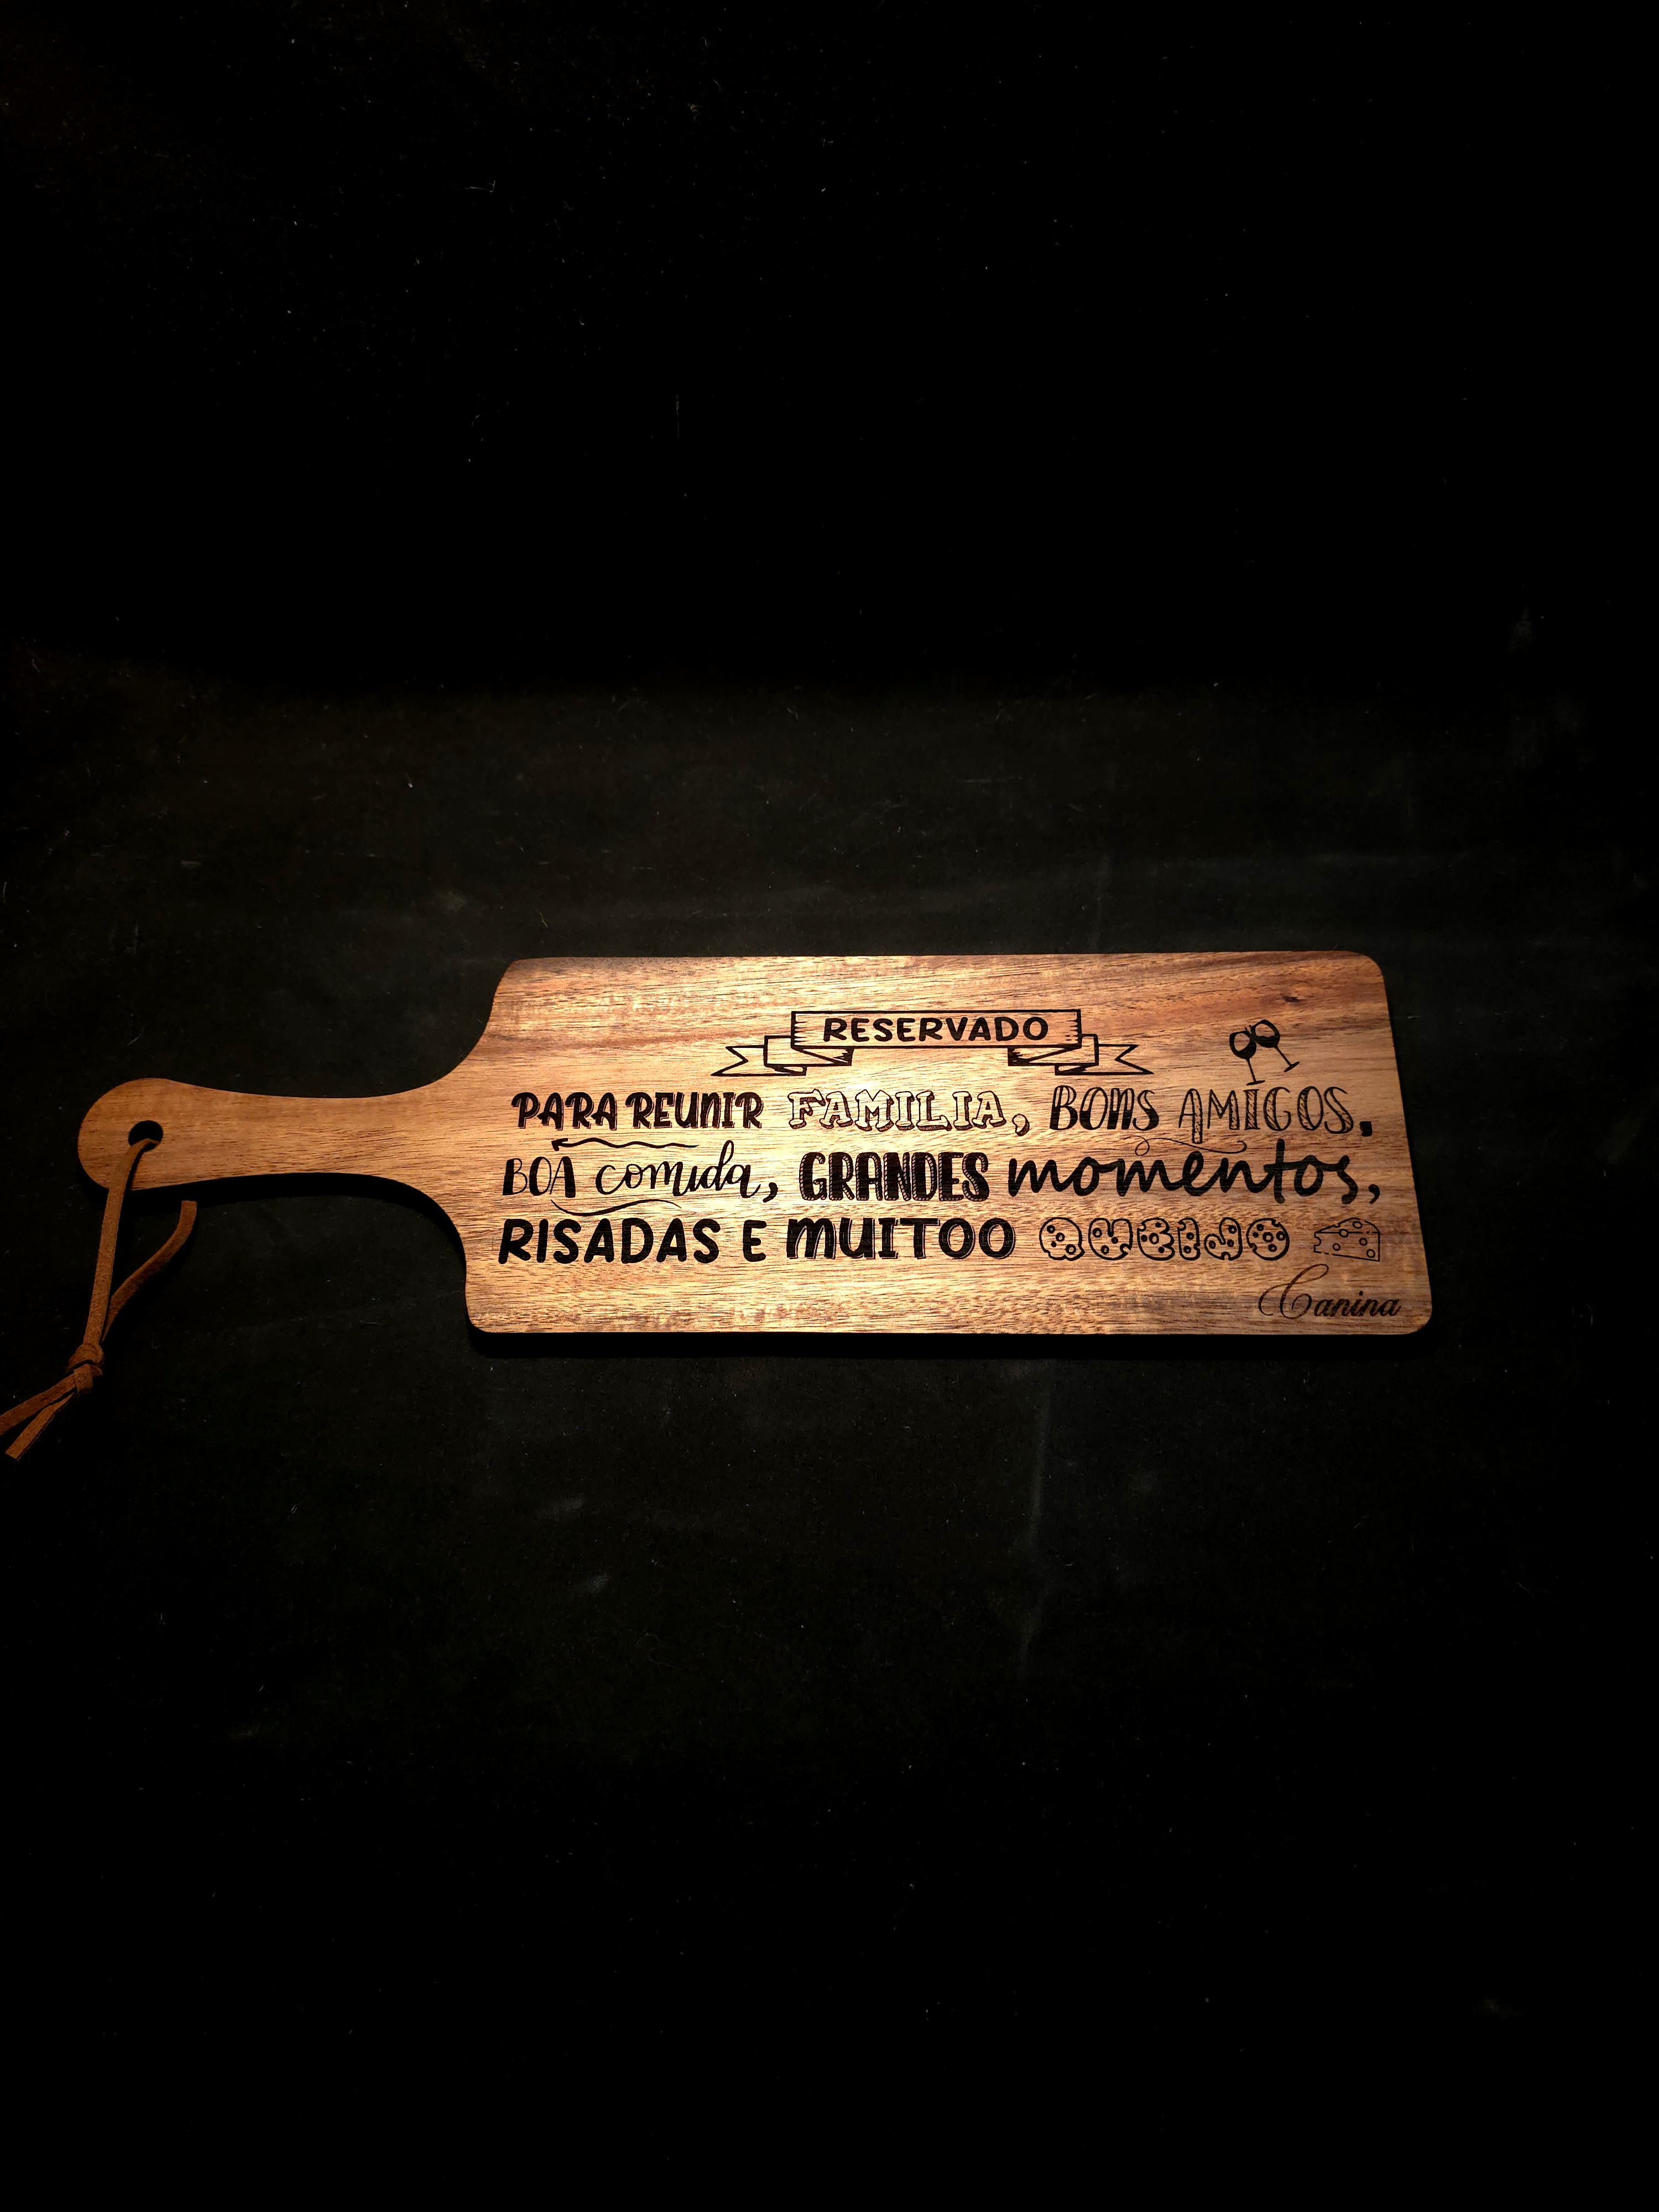 RESERVADO
PARA REUNIR FAMILIA, BONS AMIGOS,
BOA comida, GRANDES momentos,
RISADAS E MUITOO QUEIJO
Canina